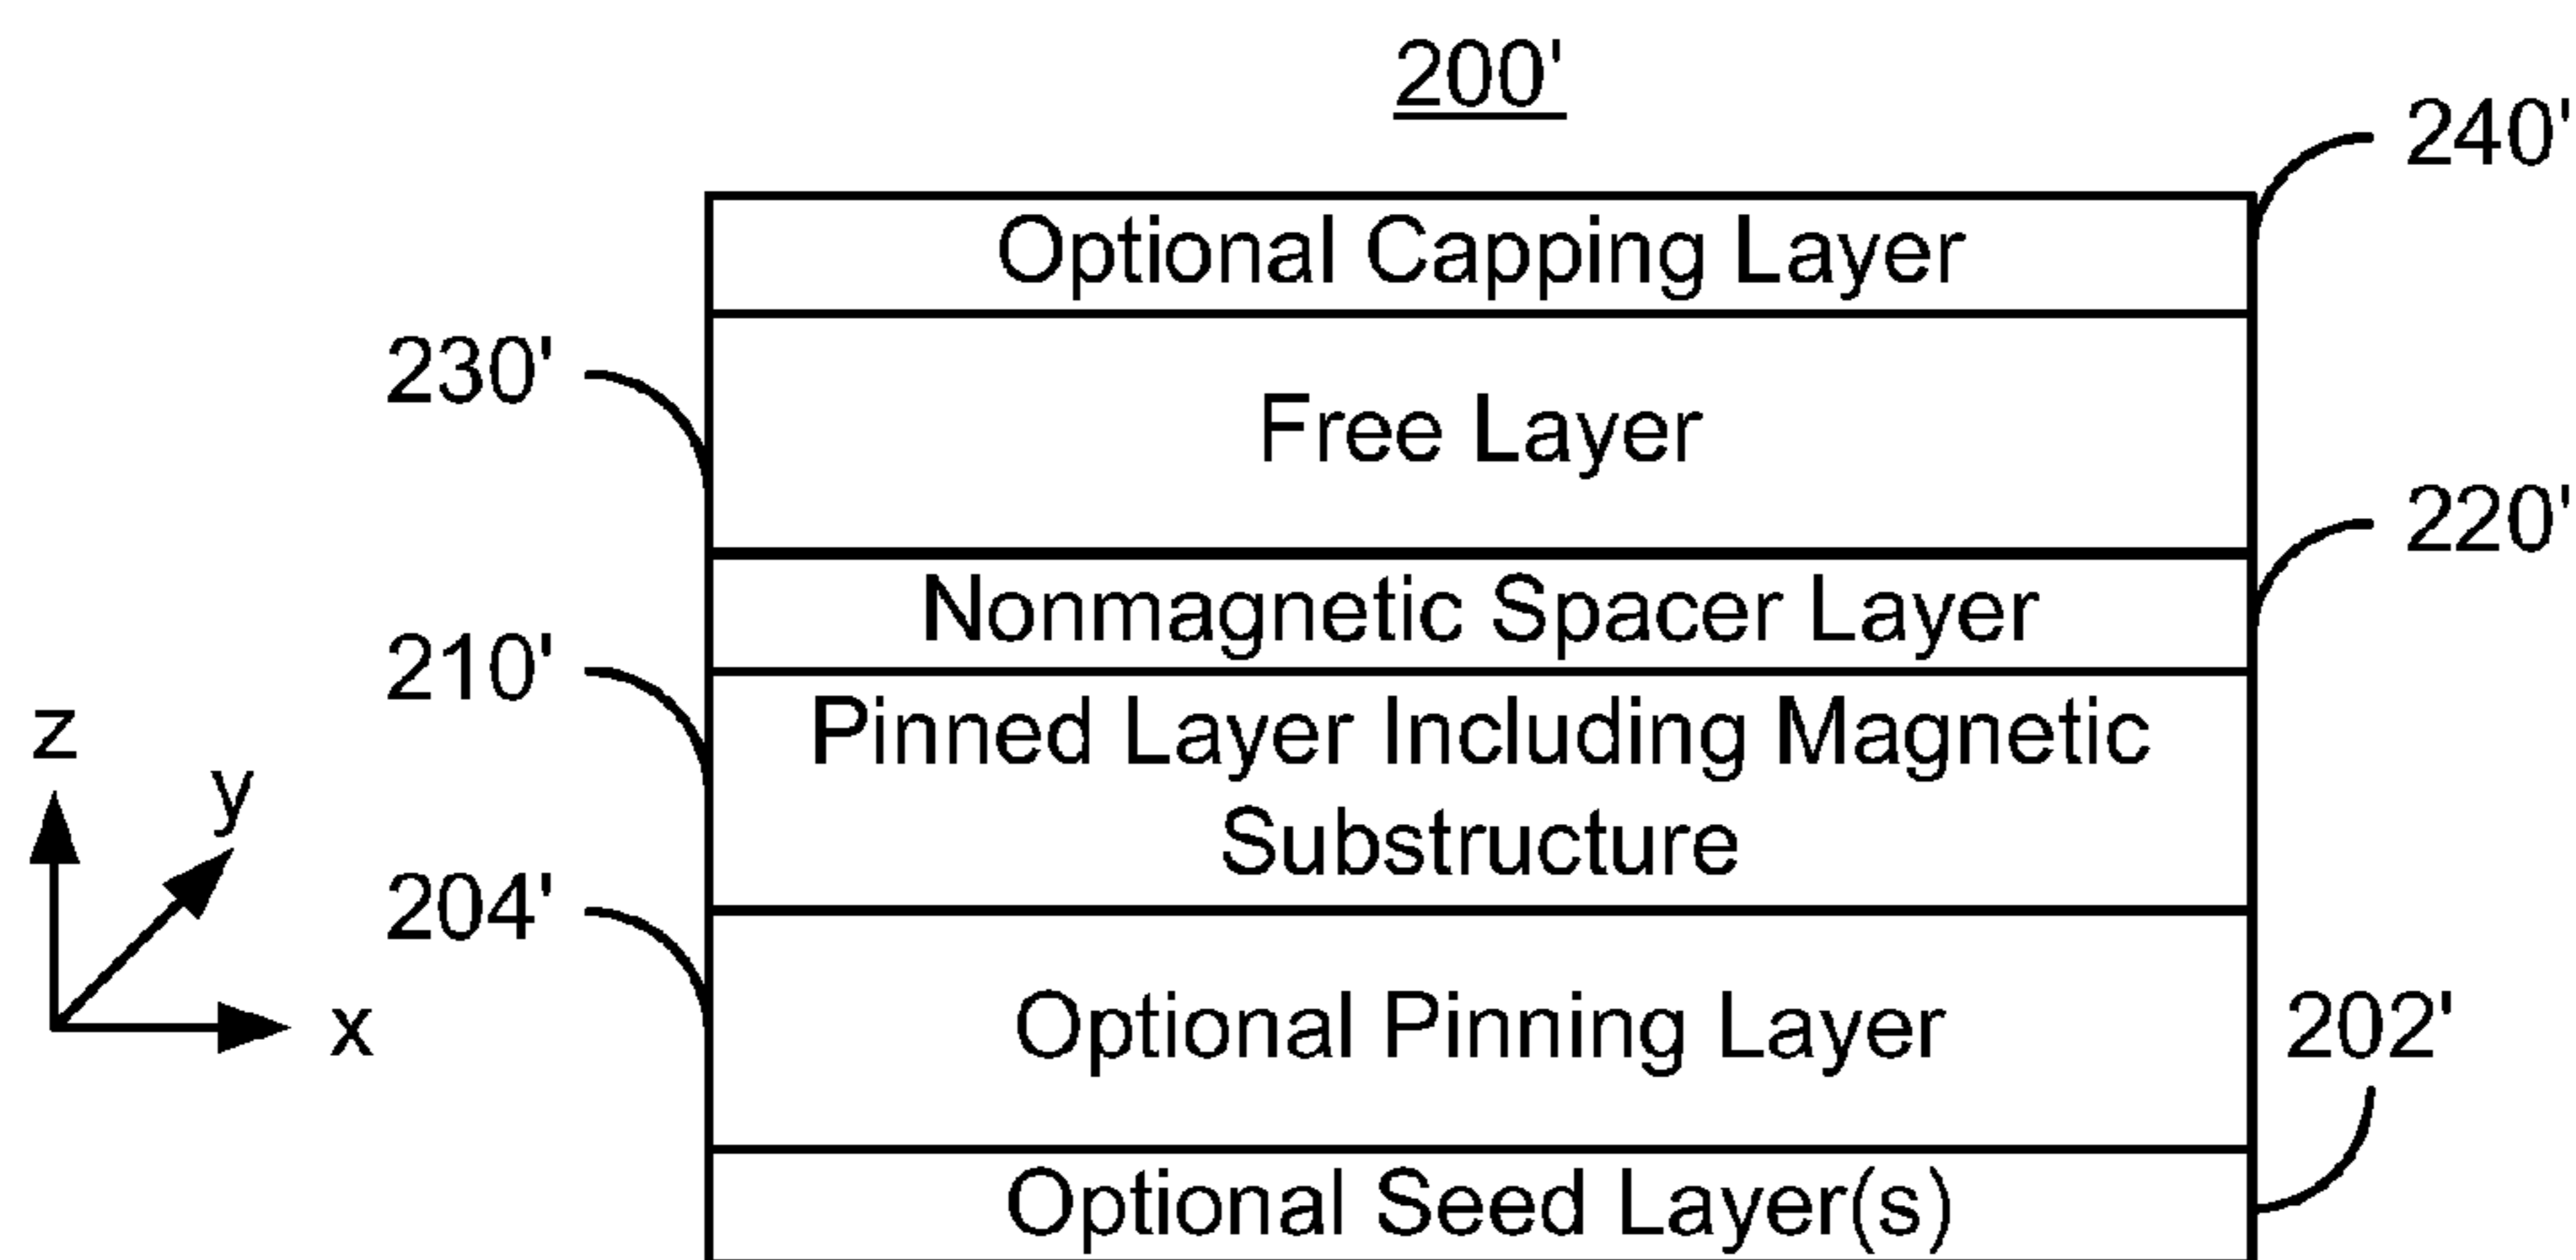 200'
240'
Optional Capping Layer
230'
Free Layer
220'
Nonmagnetic Spacer Layer
210'
Pinned Layer Including Magnetic
Substructure
z
y
x
204'
Optional Pinning Layer
202'
Optional Seed Layer(s)